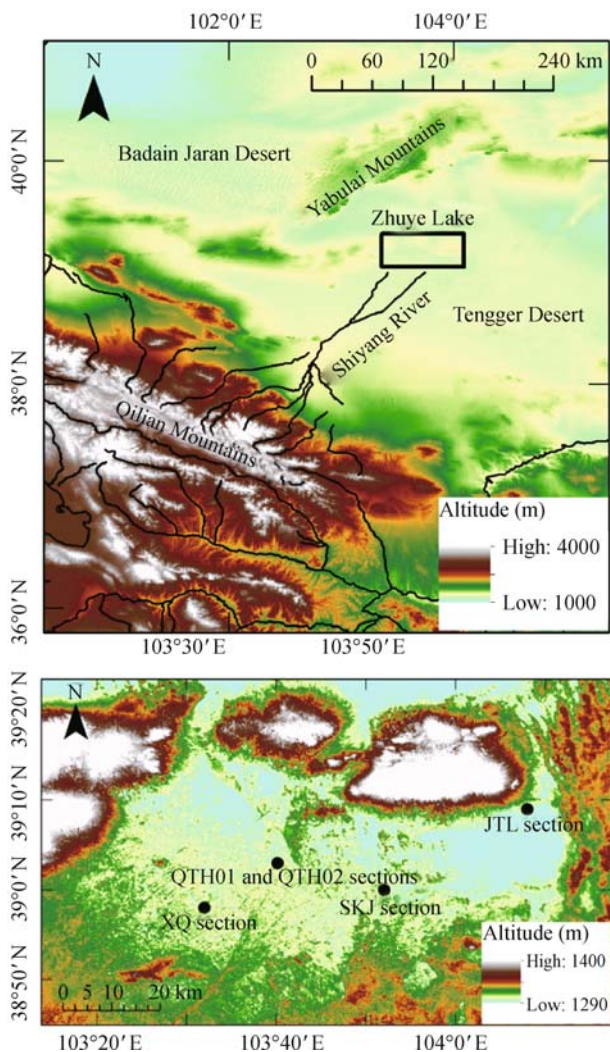 102°0′ E 104°0′ E
N
0 60 120 240 km
Badain Jaran Desert
Yabulai Mountains
40°0′ N
Zhuye Lake
Tengger Desert
Shiyang River
38°0′ N
Qilian Mountains
Altitude (m)
High: 4000
Low: 1000
36°0′ N
103°30′ E 103°50′ E
N
39°20′ N
39°10′ N
JTL section
QTH01 and QTH02 sections
39°0′ N
SKJ section
XQ section
Altitude (m)
High: 1400
Low: 1290
38°50′ N
0 5 10 20 km
103°20′ E 103°40′ E 104°0′ E